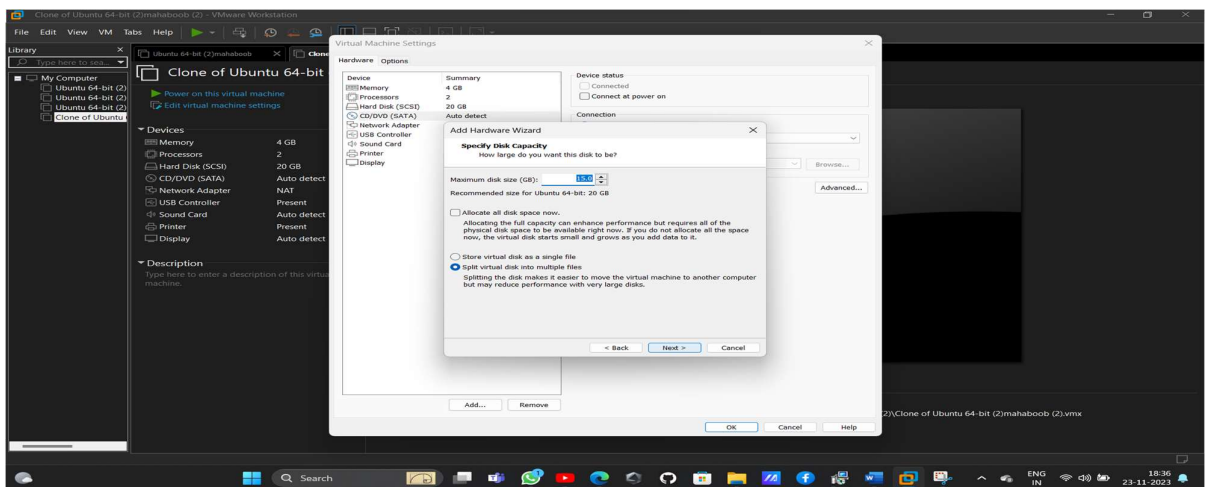 Clone of Ubuntu 64-bit (2)mahaboob (2) - VMware Workstation
File Edit View VM Tabs Help
Library
Type here to sea...
My Computer
Ubuntu 64-bit (2)
Ubuntu 64-bit (2)
Ubuntu 64-bit (2)
Clone of Ubuntu
Ubuntu 64-bit (2)mahaboob
Clone
Clone of Ubuntu 64-bit
Power on this virtual machine
Edit virtual machine settings
Devices
Memory 4 GB
Processors 2
Hard Disk (SCSI) 20 GB
CD/DVD (SATA) Auto detect
Network Adapter NAT
USB Controller Present
Sound Card Auto detect
Printer Present
Display Auto detect
Description
Type here to enter a description of this virtua
machine.
Virtual Machine Settings
Hardware Options
Device Summary
Memory 4 GB
Processors 2
Hard Disk (SCSI) 20 GB
CD/DVD (SATA) Auto detect
Network Adapter
USB Controller
Sound Card
Printer
Display
Add... Remove
Device status
Connected
Connect at power on
Connection
Browse...
Advanced...
Add Hardware Wizard
Specify Disk Capacity
How large do you want this disk to be?
Maximum disk size (GB): 15.0
Recommended size for Ubuntu 64-bit: 20 GB
Allocate all disk space now.
Allocating the full capacity can enhance performance but requires all of the
physical disk space to be available right now. If you do not allocate all the space
now, the virtual disk starts small and grows as you add data to it.
Store virtual disk as a single file
Split virtual disk into multiple files
Splitting the disk makes it easier to move the virtual machine to another computer
but may reduce performance with very large disks.
< Back Next > Cancel
OK Cancel Help
2)\Clone of Ubuntu 64-bit (2)mahaboob (2).vmx
Search
ENG
IN
18:36
23-11-2023